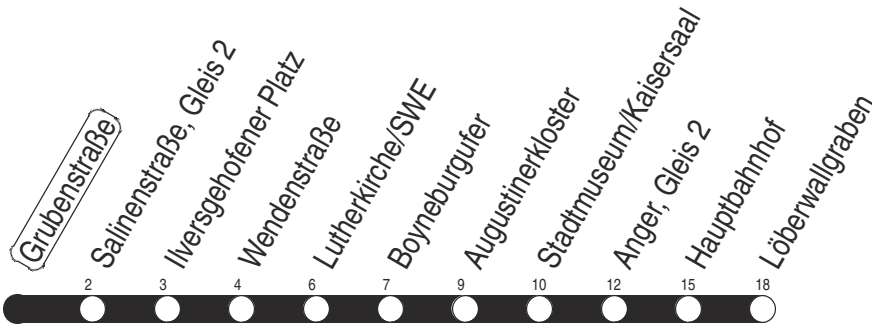 Grubenstraße
Salinenstraße, Gleis 2
Ilversgehofener Platz
Wendenstraße
Lutherkirche/SWE
Boyneburgufer
Augustinerkloster
Stadtmuseum/Kaisersaal
Anger, Gleis 2
Hauptbahnhof
Löberwallgraben
2 3 4 6 7 9 10 12 15 18